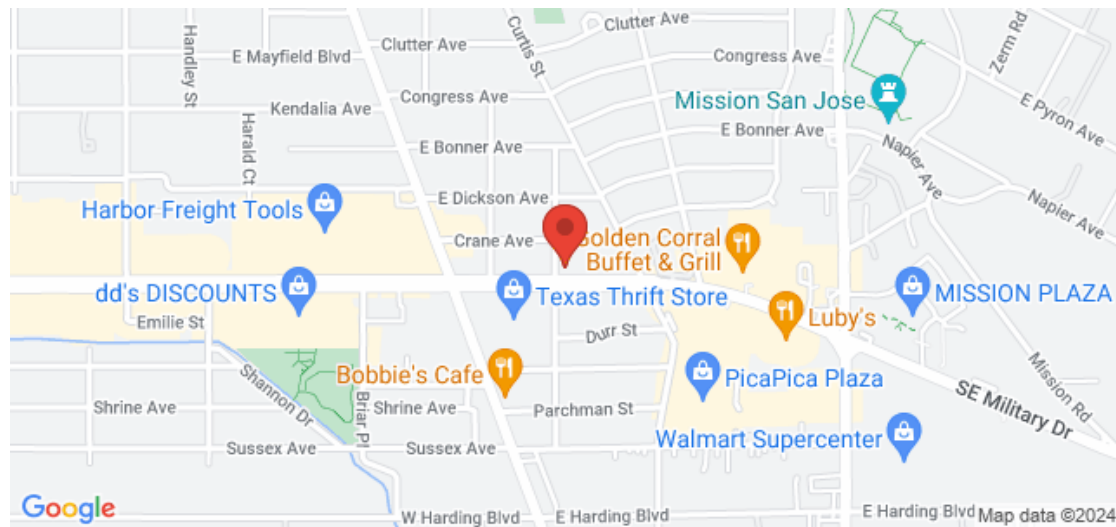 Clutter Ave
Curtis St
Clutter Ave
Handley St
E Mayfield Blvd
Congress Ave
Zerm Rd
Congress Ave
Kendalia Ave
Mission San Jose
E Pyron Ave
Harald Ct
E Bonner Ave
E Bonner Ave
Napier Ave
E Dickson Ave
Napier Ave
Harbor Freight Tools
Crane Ave
Golden Corral
Buffet & Grill
dd's DISCOUNTS
Texas Thrift Store
MISSION PLAZA
Emilie St
Durr St
Luby's
Bobbie's Cafe
PicaPica Plaza
Shannon Dr
Briar Pl
Shrine Ave
Shrine Ave
Parchman St
SE Military Dr
Mission Rd
Sussex Ave
Sussex Ave
Walmart Supercenter
Google
W Harding Blvd
E Harding Blvd
E Harding Blvd
Map data ©2024